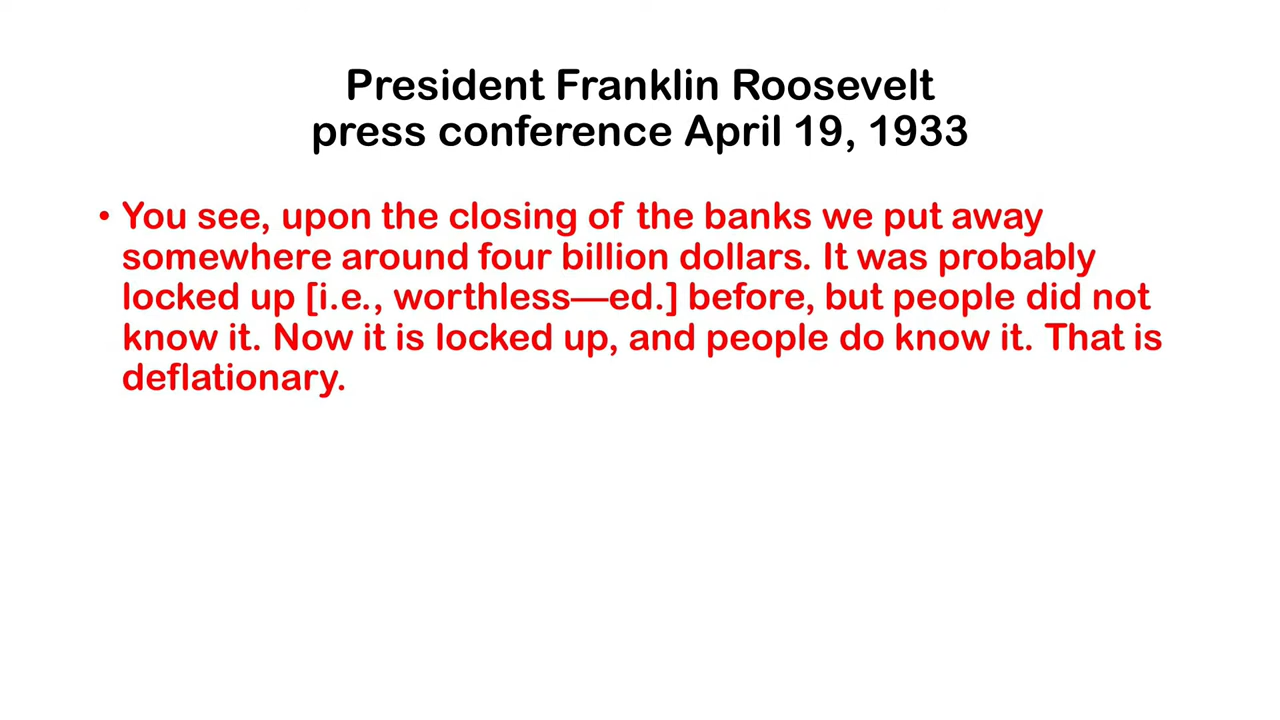 President Franklin Roosevelt
press conference April 19, 1933
• You see, upon the closing of the banks we put away
somewhere around four billion dollars. It was probably
locked up [i.e., worthless—ed.] before, but people did not
know it. Now it is locked up, and people do know it. That is
deflationary.